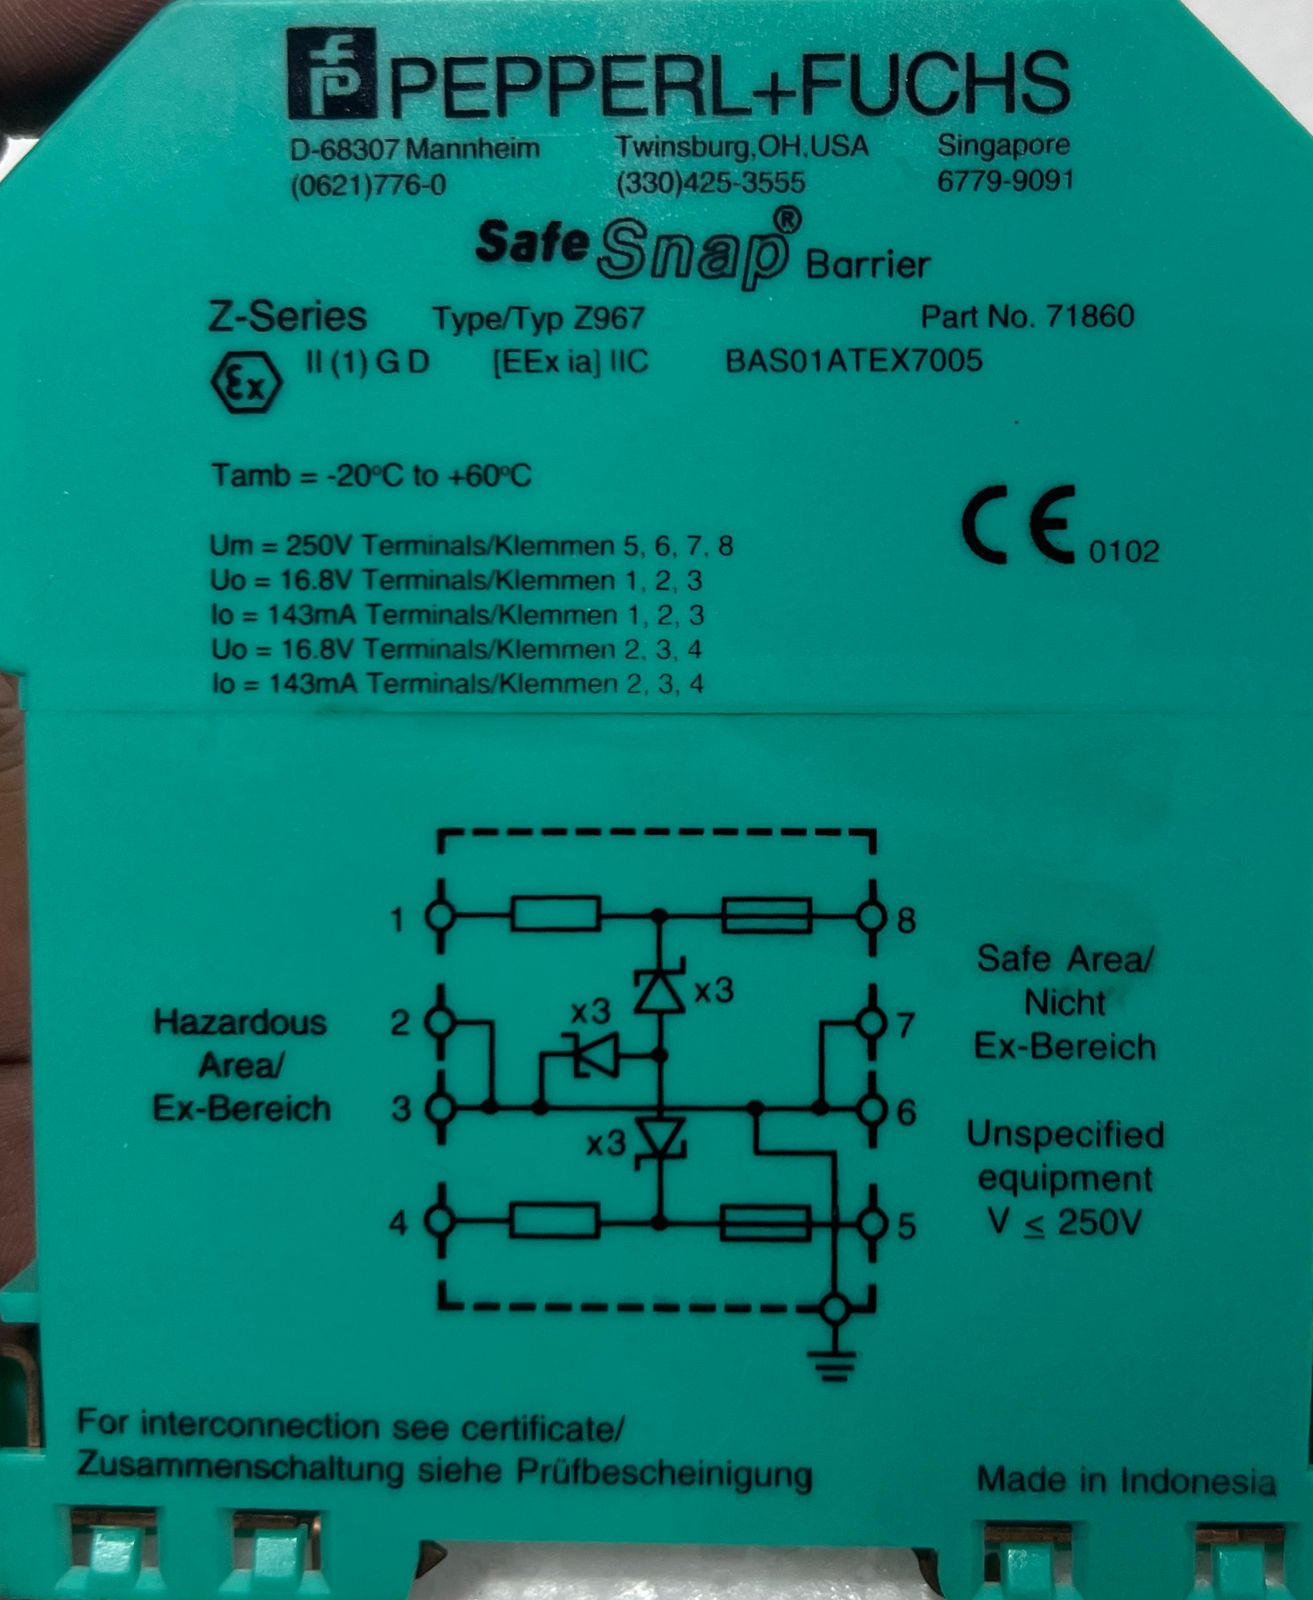 PEPPERL+FUCHS
D-68307 Mannheim Twinsburg,OH,USA Singapore
(0621)776-0 (330)425-3555 6779-9091
Safe Snap® Barrier
Z-Series Type/Typ Z967 Part No. 71860
Ex II (1) G D [EEx ia] IIC BAS01ATEX7005
Tamb = -20°C to +60°C
CE 0102
Um = 250V Terminals/Klemmen 5, 6, 7, 8
Uo = 16.8V Terminals/Klemmen 1, 2, 3
Io = 143mA Terminals/Klemmen 1, 2, 3
Uo = 16.8V Terminals/Klemmen 2, 3, 4
Io = 143mA Terminals/Klemmen 2, 3, 4
1
8
x3
x3
2
7
3
6
x3
4
5
Hazardous
Area/
Ex-Bereich
Safe Area/
Nicht
Ex-Bereich
Unspecified
equipment
V ≤ 250V
For interconnection see certificate/
Zusammenschaltung siehe Prüfbescheinigung
Made in Indonesia